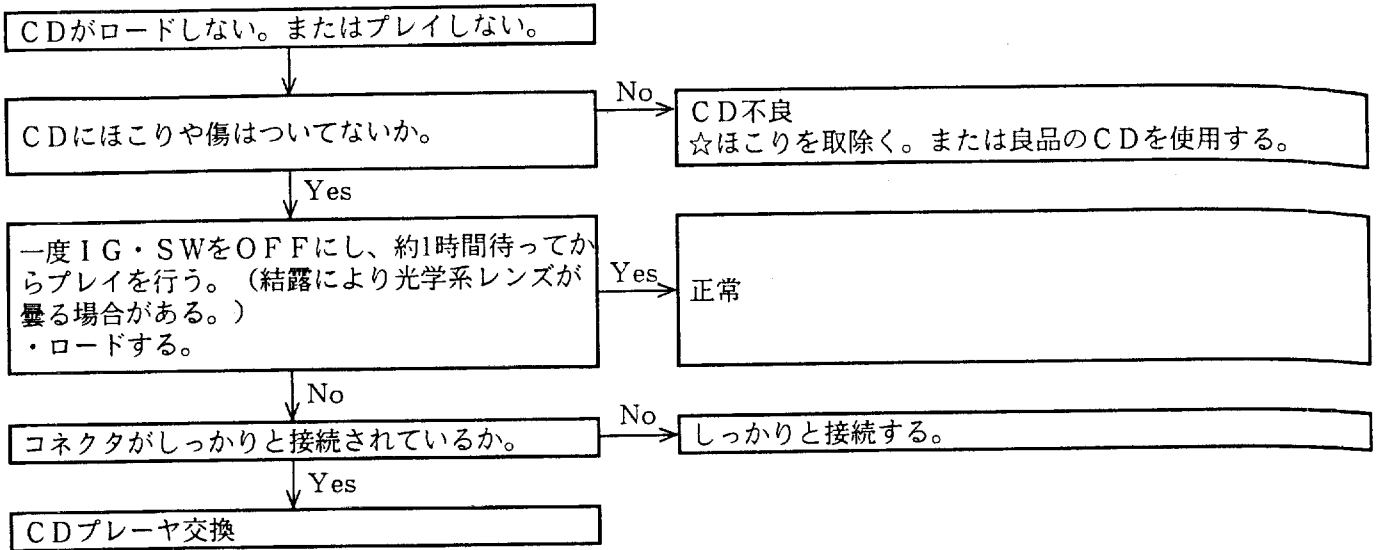 CDがロードしない。またはプレイしない。
CDにほこりや傷はついてないか。
No
CD不良
☆ほこりを取除く。または良品のCDを使用する。
Yes
一度IG・SWをOFFにし、約1時間待ってか
らプレイを行う。(結露により光学系レンズが
曇る場合がある。)
・ロードする。
Yes
正常
No
コネクタがしっかりと接続されているか。
No
しっかりと接続する。
Yes
CDプレーヤ交換